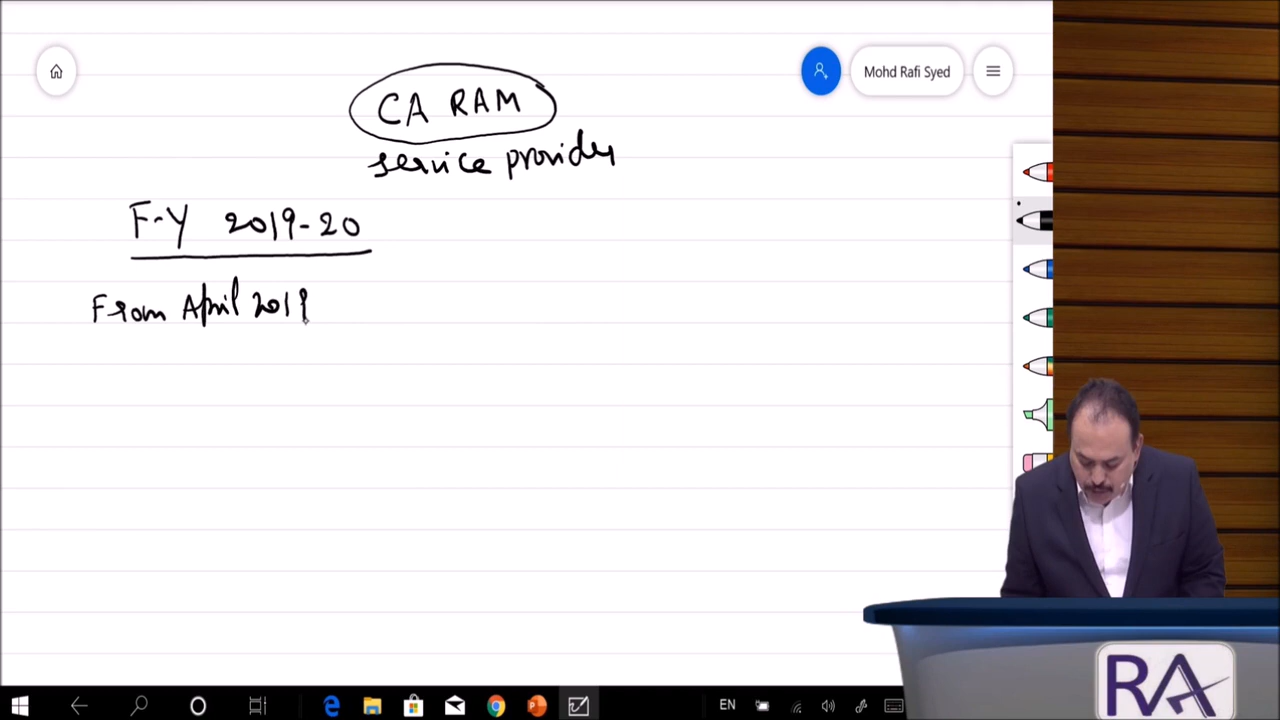 CA RAM
Mohd Rafi Syed
service provider
F-Y 2019-20
From April 2019
EN
RA